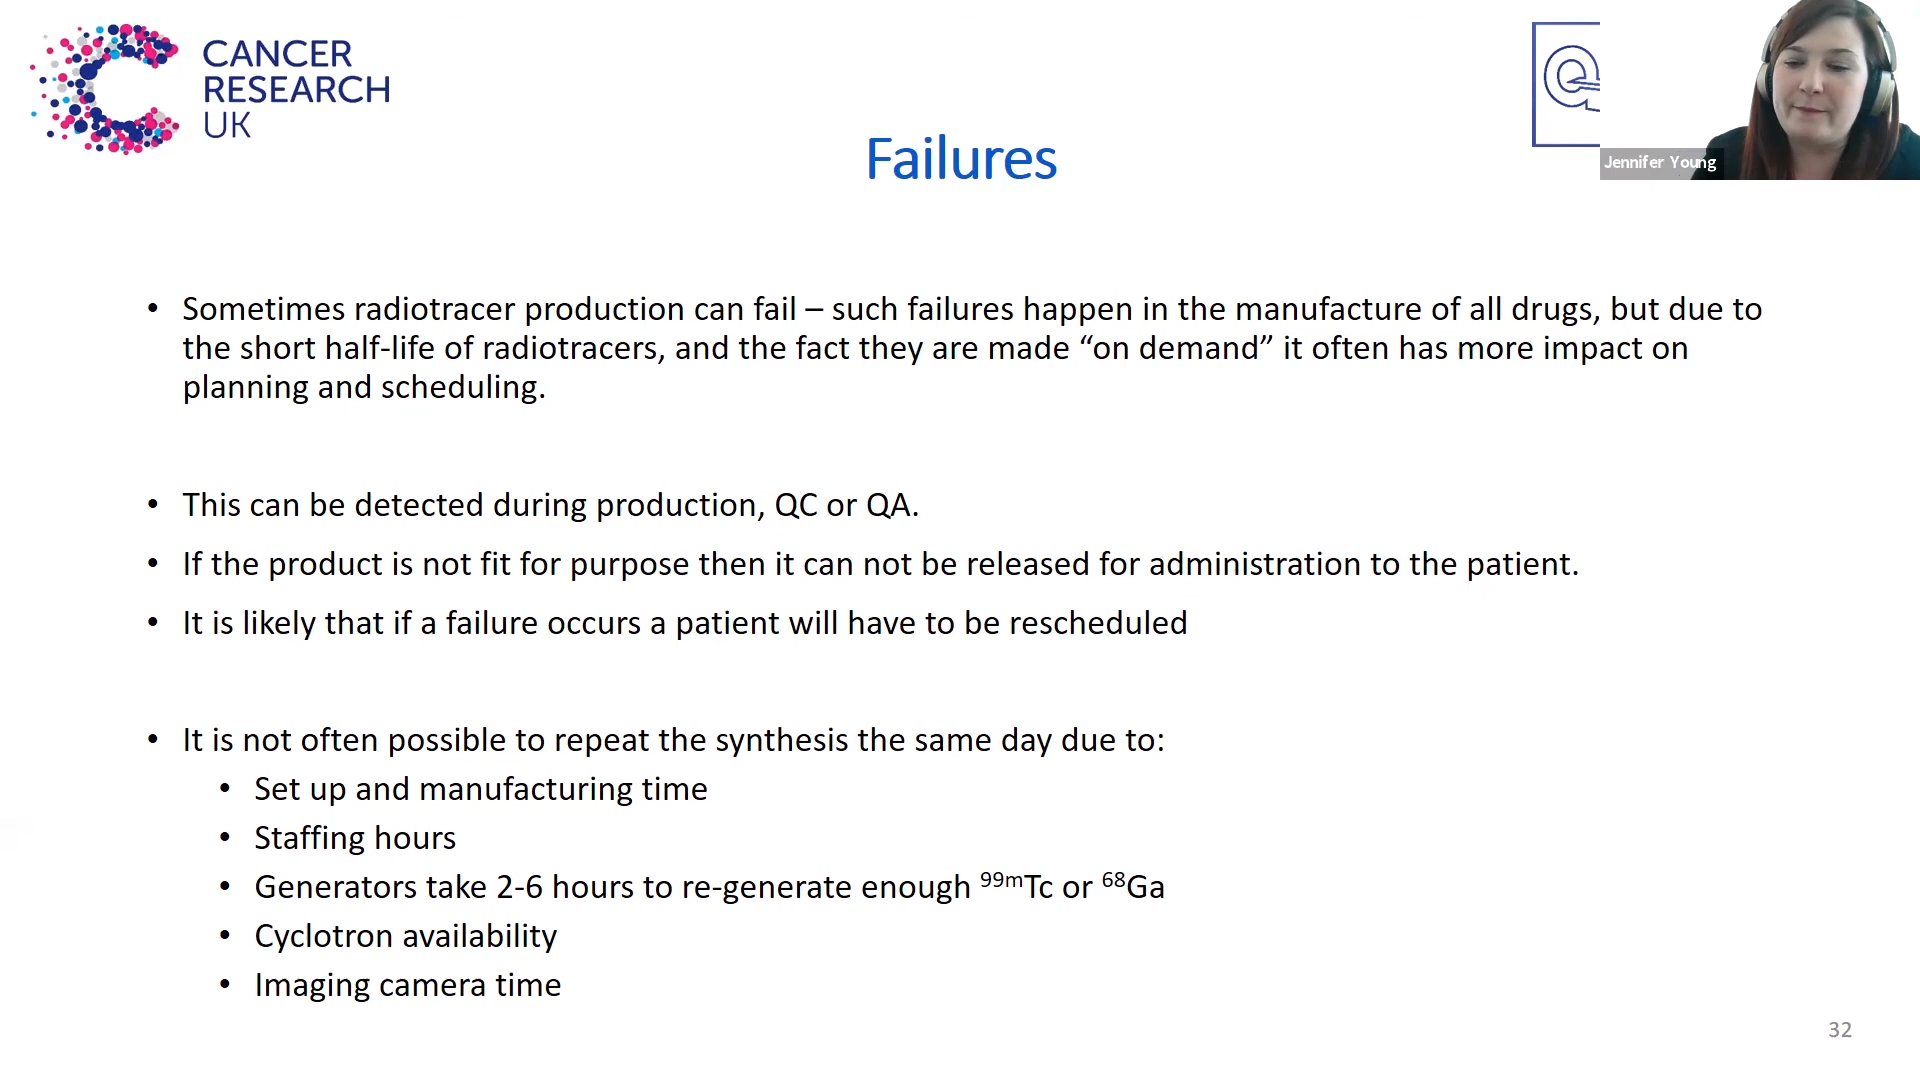 CANCER
RESEARCH
UK
Jennifer Young
Failures
• Sometimes radiotracer production can fail – such failures happen in the manufacture of all drugs, but due to
the short half-life of radiotracers, and the fact they are made “on demand” it often has more impact on
planning and scheduling.
• This can be detected during production, QC or QA.
• If the product is not fit for purpose then it can not be released for administration to the patient.
• It is likely that if a failure occurs a patient will have to be rescheduled
• It is not often possible to repeat the synthesis the same day due to:
• Set up and manufacturing time
• Staffing hours
• Generators take 2-6 hours to re-generate enough ⁹⁹ᵐTc or ⁶⁸Ga
• Cyclotron availability
• Imaging camera time
32